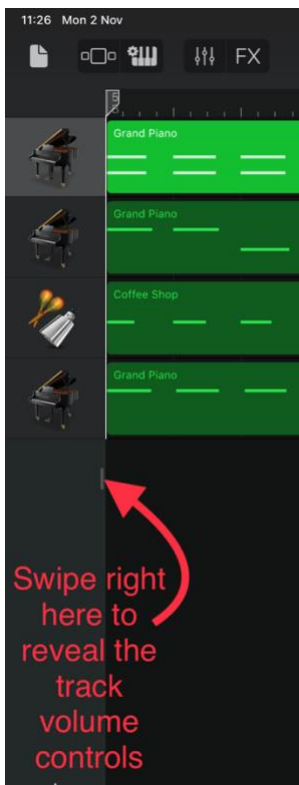 11:26 Mon 2 Nov
FX
5
Grand Piano
Grand Piano
Coffee Shop
Grand Piano
Swipe right
here to
reveal the
track
volume
controls